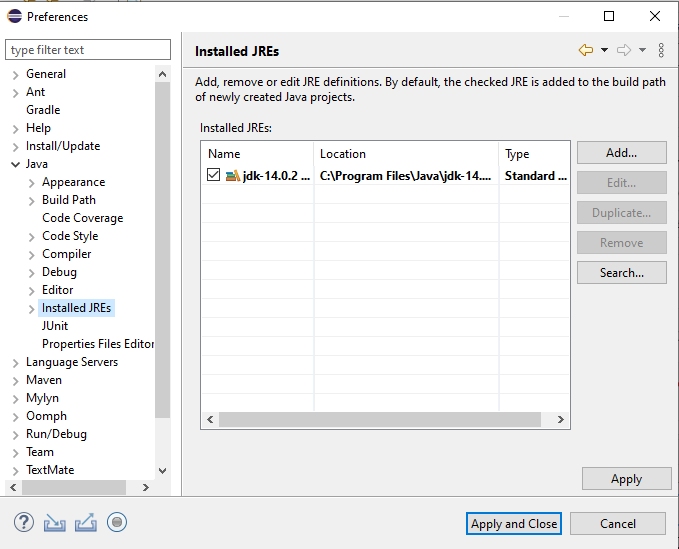 Preferences
type filter text
General
Ant
Gradle
Help
Install/Update
Java
Appearance
Build Path
Code Coverage
Code Style
Compiler
Debug
Editor
Installed JREs
JUnit
Properties Files Editor
Language Servers
Maven
Mylyn
Oomph
Run/Debug
Team
TextMate
Installed JREs
Add, remove or edit JRE definitions. By default, the checked JRE is added to the build path
of newly created Java projects.
Installed JREs:
Name Location Type
jdk-14.0.2 ... C:\Program Files\Java\jdk-14.... Standard ...
Add...
Edit...
Duplicate...
Remove
Search...
Apply
?
Apply and Close Cancel